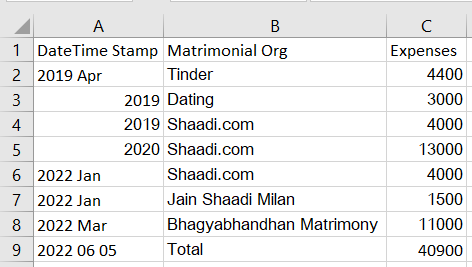 A B C
1 DateTime Stamp Matrimonial Org Expenses
2 2019 Apr Tinder 4400
3 2019 Dating 3000
4 2019 Shaadi.com 4000
5 2020 Shaadi.com 13000
6 2022 Jan Shaadi.com 4000
7 2022 Jan Jain Shaadi Milan 1500
8 2022 Mar Bhagyabhandhan Matrimony 11000
9 2022 06 05 Total 40900